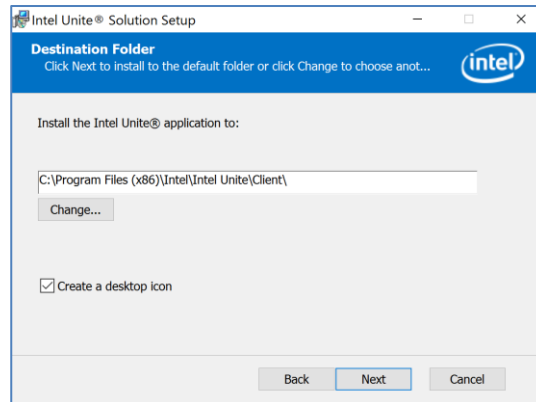 Intel Unite® Solution Setup
Destination Folder
Click Next to install to the default folder or click Change to choose anot...
intel
Install the Intel Unite® application to:
C:\Program Files (x86)\Intel\Intel Unite\Client\
Change...
Create a desktop icon
Back Next Cancel